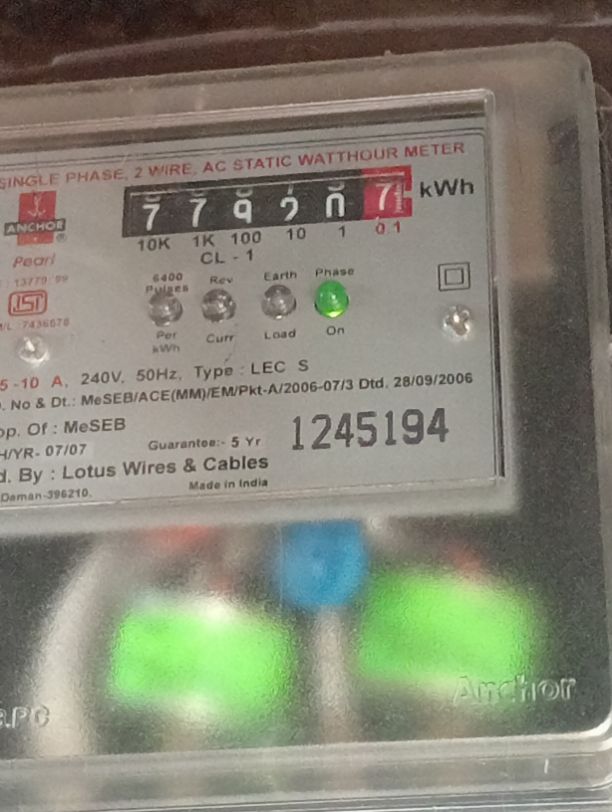 SINGLE PHASE, 2 WIRE, AC STATIC WATTHOUR METER
ANCHOR
®
Pearl
7 7 9 2 0 7 kWh
10K 1K 100 10 1 0.1
CL - 1
6400 Pulses Per kWh
Rev Curr
Earth Load
Phase On
5-10 A, 240V, 50Hz, Type : LEC S
No & Dt.: MeSEB/ACE(MM)/EM/Pkt-A/2006-07/3 Dtd. 28/09/2006
op. Of : MeSEB
H/YR- 07/07
Guarantee:- 5 Yr
1245194
d. By : Lotus Wires & Cables
Daman-396210.
Made in India
Anchor